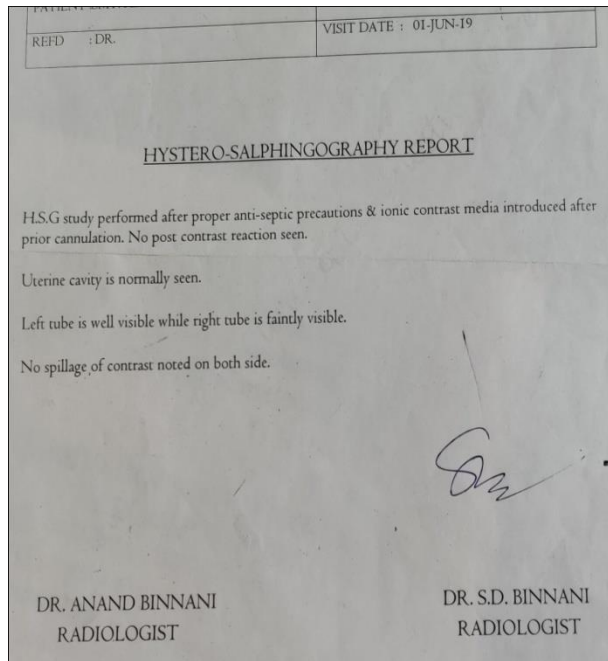 REFD : DR.
VISIT DATE : 01-JUN-19
HYSTERO-SALPHINGOGRAPHY REPORT
H.S.G study performed after proper anti-septic precautions & ionic contrast media introduced after
prior cannulation. No post contrast reaction seen.
Uterine cavity is normally seen.
Left tube is well visible while right tube is faintly visible.
No spillage of contrast noted on both side.
DR. ANAND BINNANI
RADIOLOGIST
DR. S.D. BINNANI
RADIOLOGIST